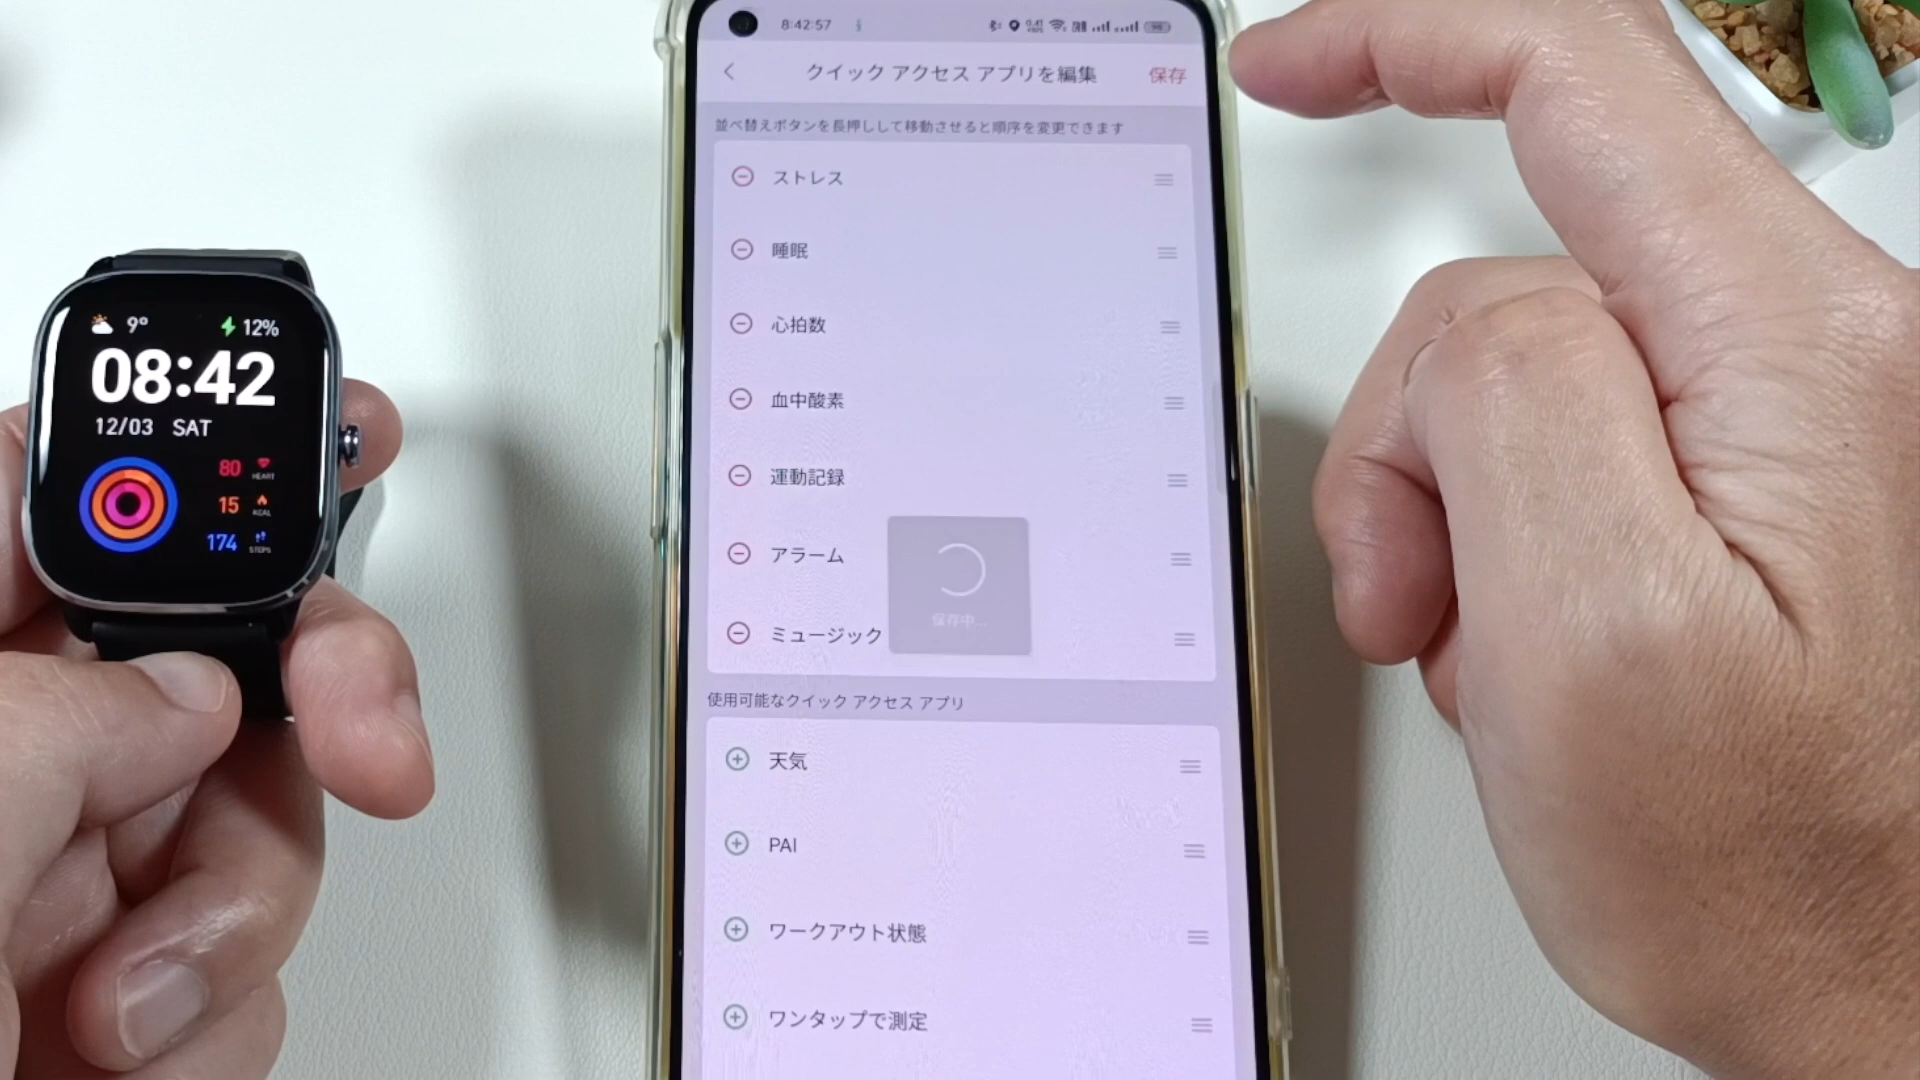 9°
12%
08:42
12/03 SAT
80
HEART
15
KCAL
174
STEPS
8:42:57
クイック アクセス アプリを編集
保存
並べ替えボタンを長押しして移動させると順序を変更できます
ストレス
睡眠
心拍数
血中酸素
運動記録
アラーム
ミュージック
保存中...
使用可能なクイック アクセス アプリ
天気
PAI
ワークアウト状態
ワンタップで測定